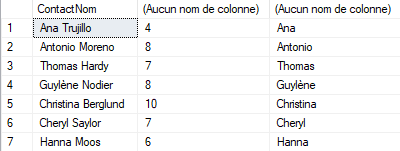 ContactNom (Aucun nom de colonne) (Aucun nom de colonne)
1 Ana Trujillo 4 Ana
2 Antonio Moreno 8 Antonio
3 Thomas Hardy 7 Thomas
4 Guylène Nodier 8 Guylène
5 Christina Berglund 10 Christina
6 Cheryl Saylor 7 Cheryl
7 Hanna Moos 6 Hanna